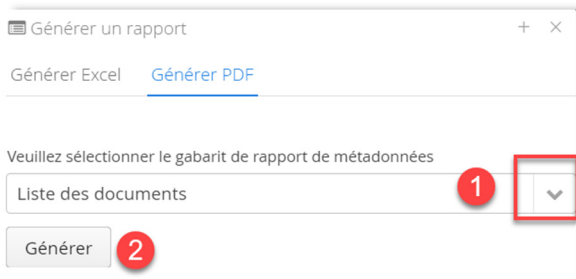 Générer un rapport
Générer Excel Générer PDF
Veuillez sélectionner le gabarit de rapport de métadonnées
Liste des documents 1
Générer 2